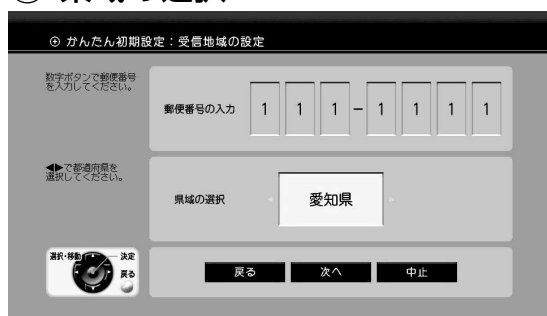 ⊕ かんたん初期設定：受信地域の設定
数字ボタンで郵便番号
を入力してください。
郵便番号の入力 1 1 1 - 1 1 1 1
◀▶で都道府県を
選択してください。
県域の選択 愛知県
選択・移動 決定
戻る
戻る 次へ 中止